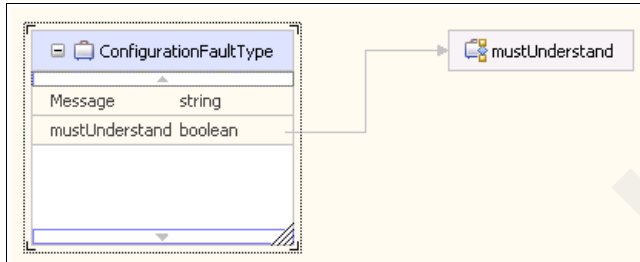 ConfigurationFaultType
mustUnderstand
Message string
mustUnderstand boolean